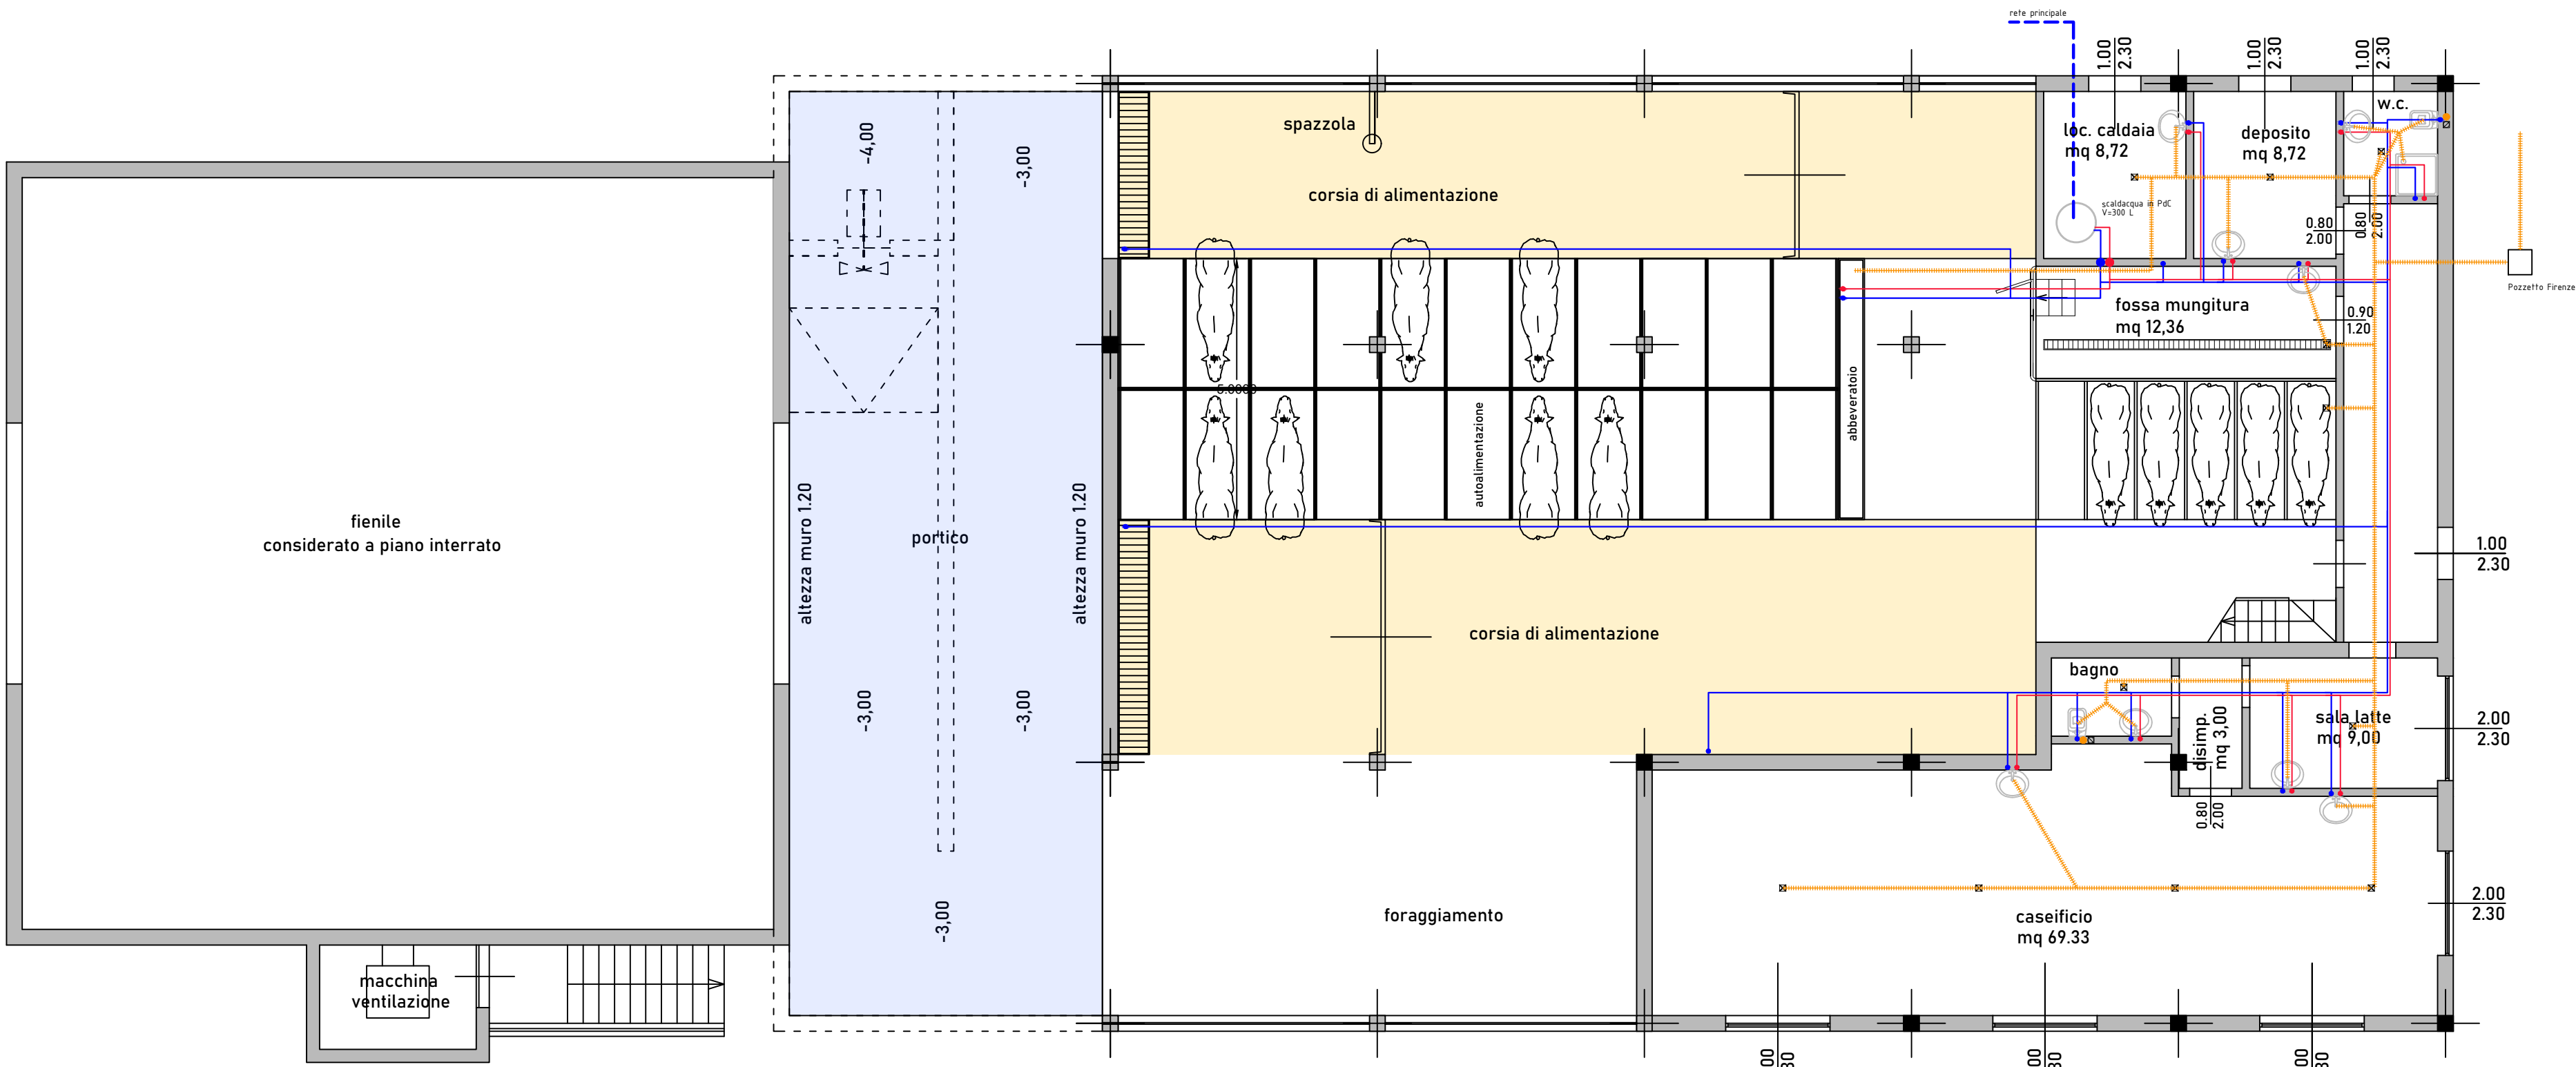 rete principale
1.00
2.30
1.00
2.30
1.00
2.30
w.c.
spazzola
loc. caldaia
mq 8,72
deposito
mq 8,72
-4,00
-3,00
corsia di alimentazione
scaldacqua in PdC
V=300 L
0.80
2.00
0.80
2.00
Pozzetto Firenze
fossa mungitura
mq 12,36
0.90
1.20
abbeveratoio
autoalimentazione
fienile
considerato a piano interrato
altezza muro 1.20
portico
altezza muro 1.20
1.00
2.30
corsia di alimentazione
bagno
-3,00
-3,00
disimp.
mq 3,00
sala latte
mq 9,00
2.00
2.30
0.80
2.00
-3,00
foraggiamento
caseificio
mq 69.33
2.00
2.30
macchina
ventilazione